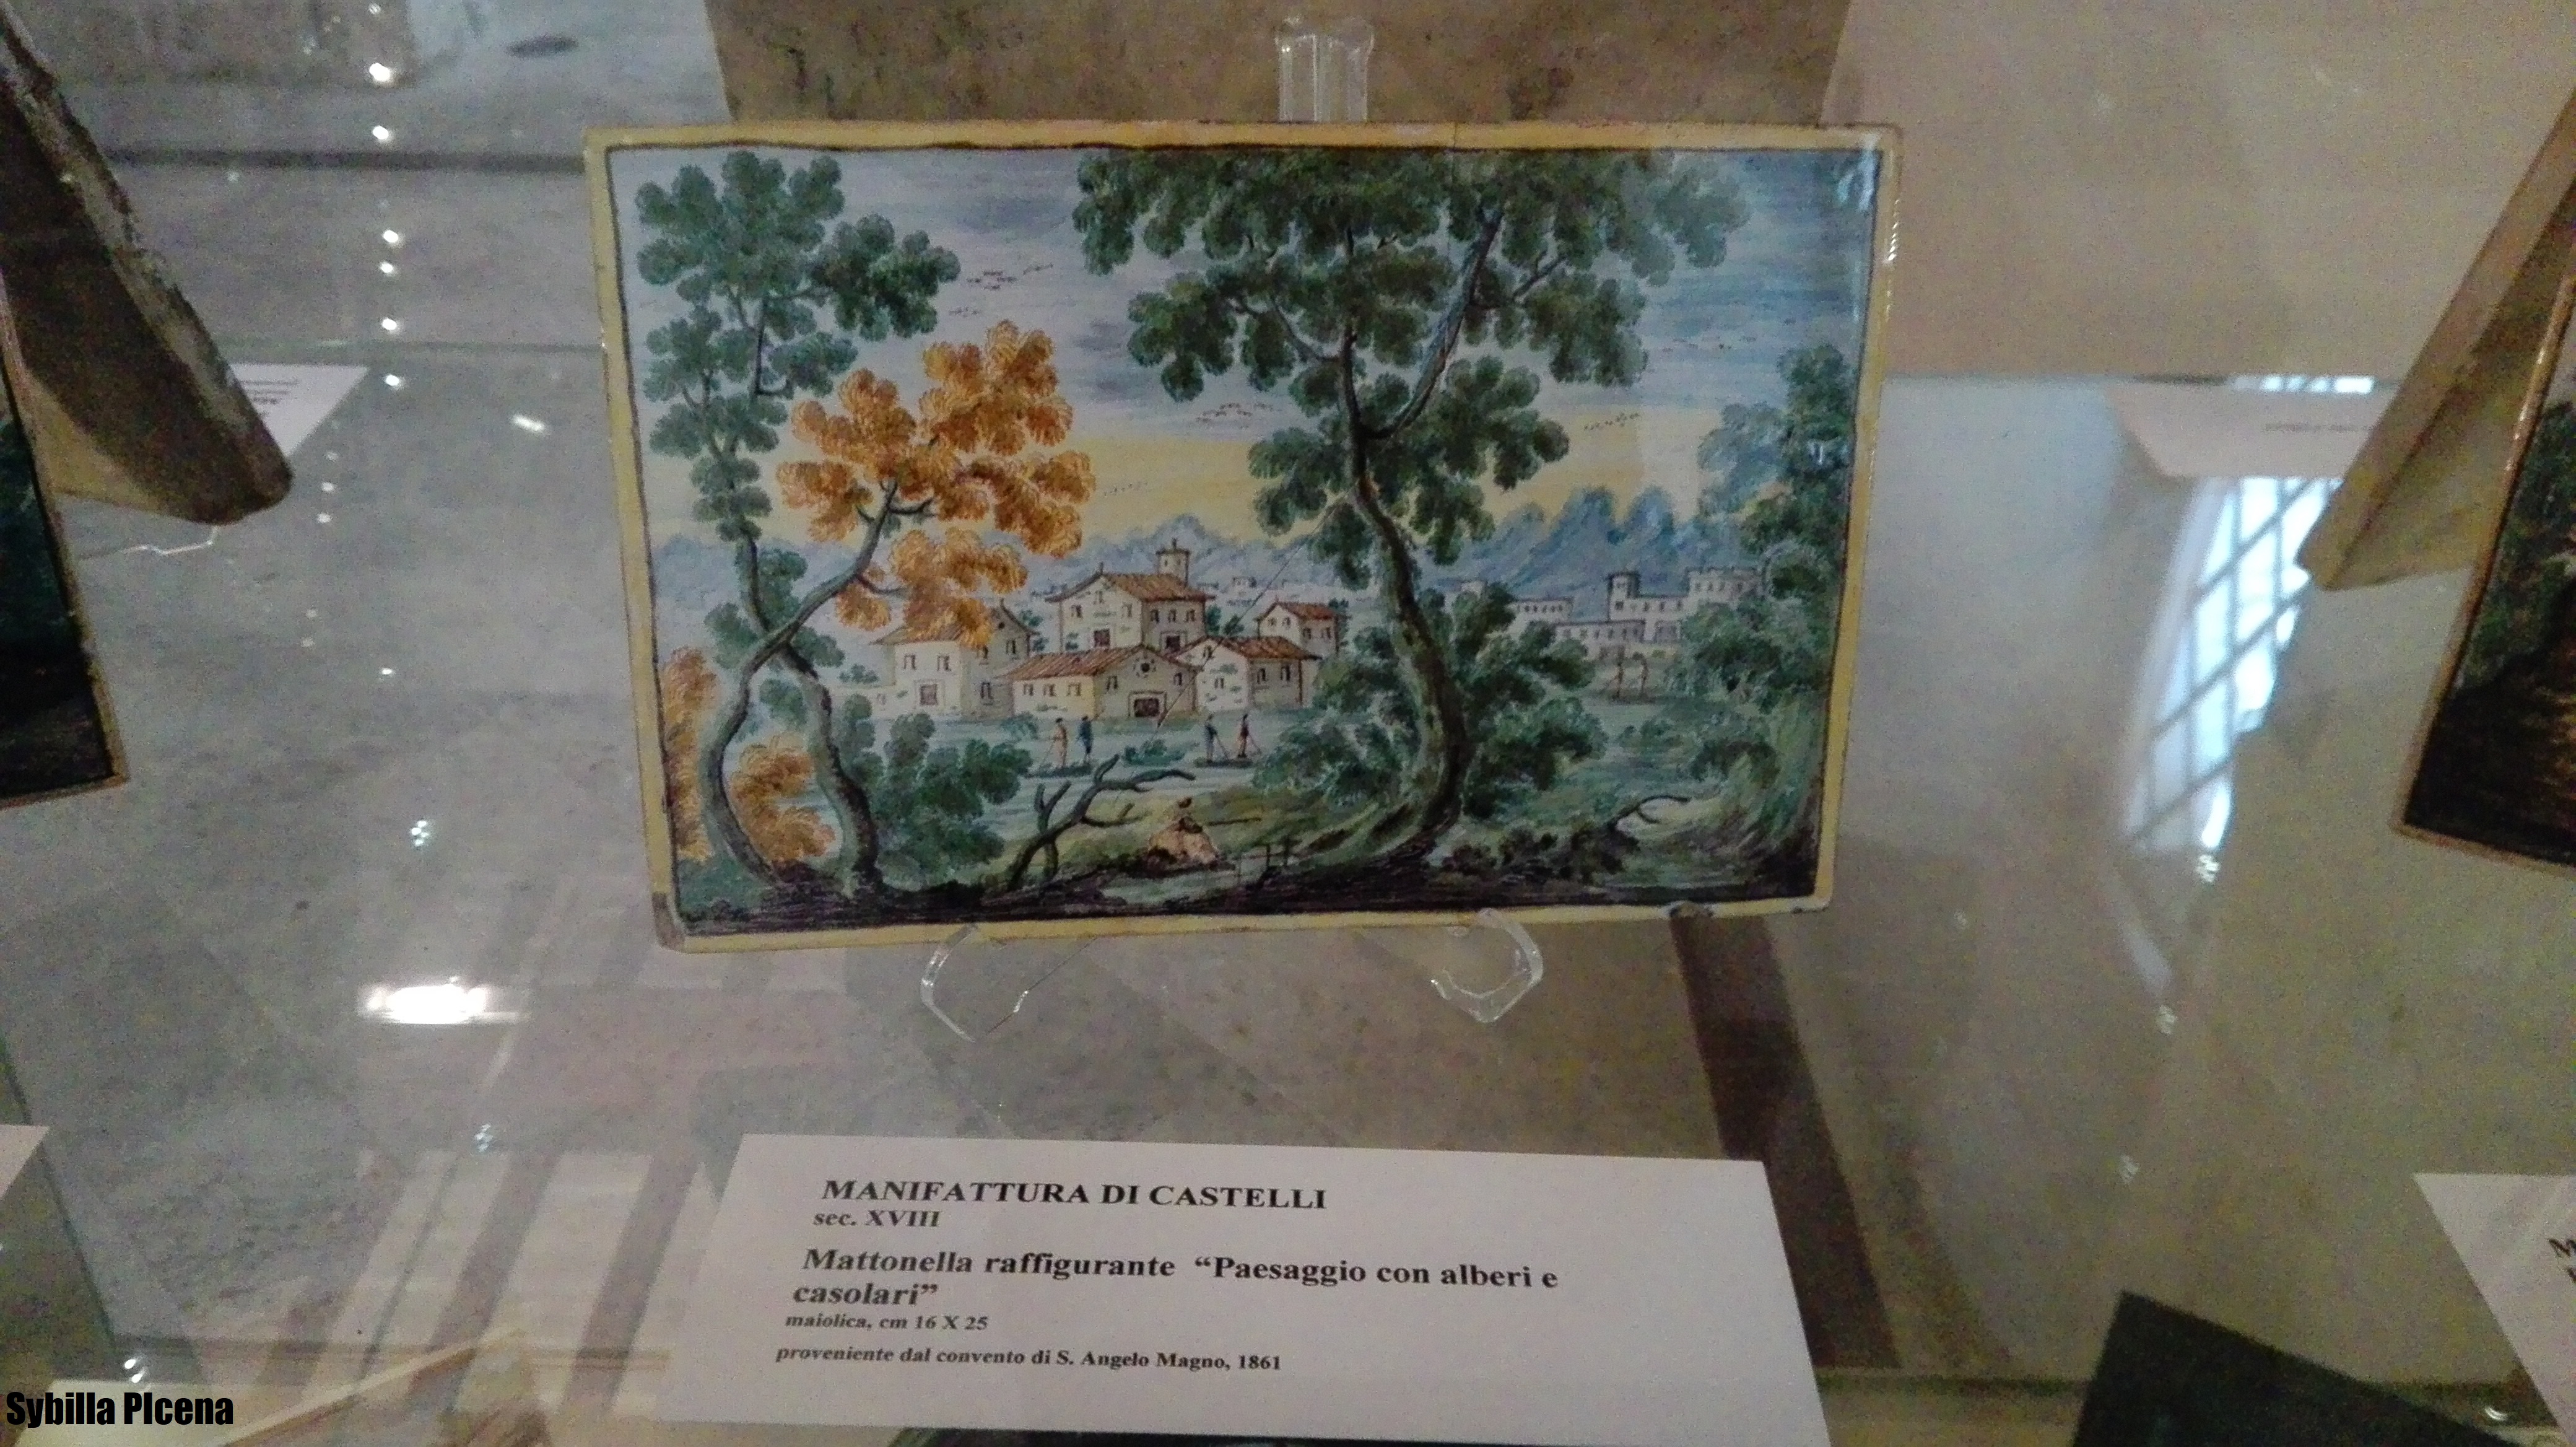 MANIFATTURA DI CASTELLI
sec. XVIII
Mattonella raffigurante “Paesaggio con alberi e
casolari”
maiolica, cm 16 X 25
proveniente dal convento di S. Angelo Magno, 1861
Sybilla PIcena